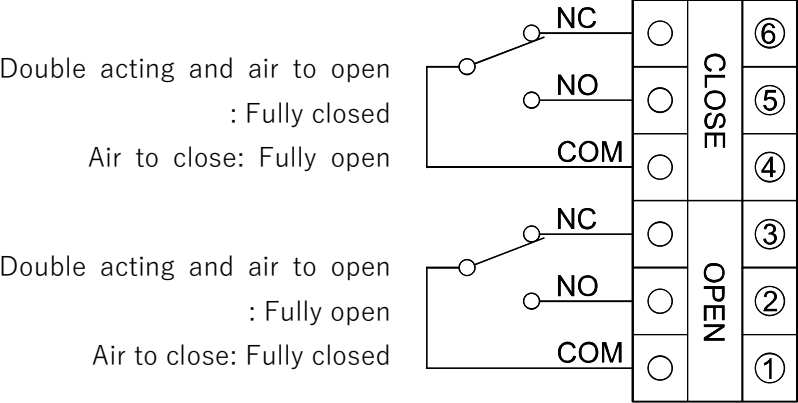 NC
⑥
Double acting and air to open
: Fully closed
NO
⑤
CLOSE
Air to close: Fully open
COM
④
NC
③
Double acting and air to open
: Fully open
NO
②
OPEN
Air to close: Fully closed
COM
①